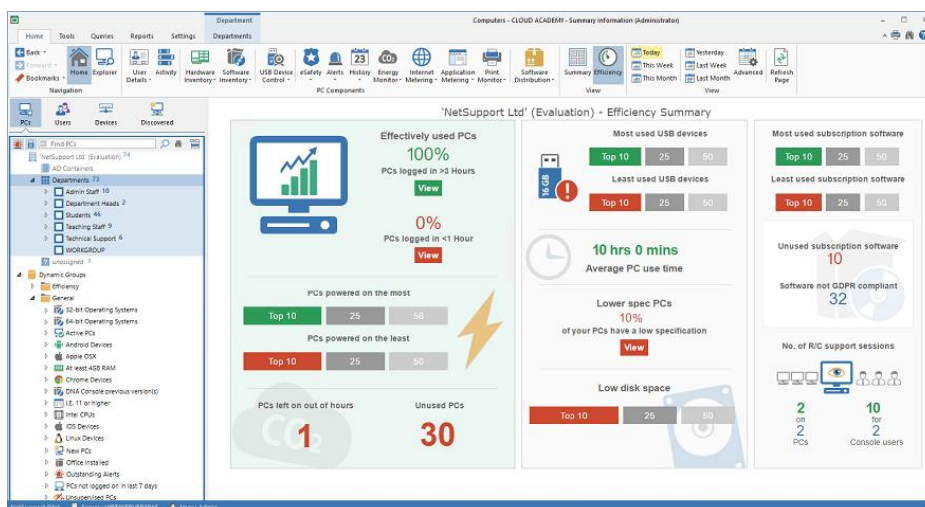 Department
Computers - CLOUD ACADEMY - Summary Information (Administrator)
Home Tools Queries Reports Settings Departments
Back
Forward
Bookmarks
Home
Explorer
User Details
Activity
Hardware Inventory
Software Inventory
USB Device Control
eSafety
Alerts
History
Energy Monitor
Internet Metering
Application Metering
Print Monitor
Software Distribution
Summary
Efficiency
Today
This Week
This Month
Yesterday
Last Week
Last Month
Advanced
Refresh Page
Navigation
PC Components
View
View
PCs
Users
Devices
Discovered
Find PCs
'NetSupport Ltd' (Evaluation) 74
AD Containers
Departments 73
Admin Staff 10
Department Heads 2
Students 46
Teaching Staff 9
Technical Support 6
WORKGROUP
unassigned 1
Dynamic Groups
Efficiency
General
32-bit Operating Systems
64-bit Operating Systems
Active PCs
Android Devices
Apple OSX
At least 4GB RAM
Chrome Devices
DNA Console previous version(s)
I.E. 11 or higher
Intel CPUs
iOS Devices
Linux Devices
New PCs
Office Installed
Outstanding Alerts
PCs not logged on in last 7 days
Unsupervised PCs
'NetSupport Ltd' (Evaluation) - Efficiency Summary
Effectively used PCs
100%
PCs logged in >3 Hours
View
0%
PCs logged in <1 Hour
View
PCs powered on the most
Top 10 25 50
PCs powered on the least
Top 10 25 50
PCs left on out of hours
1
Unused PCs
30
CO2
Most used USB devices
Top 10 25 50
Least used USB devices
Top 10 25 50
16 GB
10 hrs 0 mins
Average PC use time
Lower spec PCs
10%
of your PCs have a low specification
View
Low disk space
Top 10 25 50
Most used subscription software
Top 10 25 50
Least used subscription software
Top 10 25 50
Unused subscription software
10
Software not GDPR compliant
32
No. of R/C support sessions
2
on
2
PCs
10
for
2
Console users